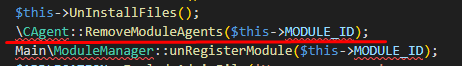 $this->UnInstallFiles();
\CAgent::RemoveModuleAgents($this->MODULE_ID);
Main\ModuleManager::unRegisterModule($this->MODULE_ID);